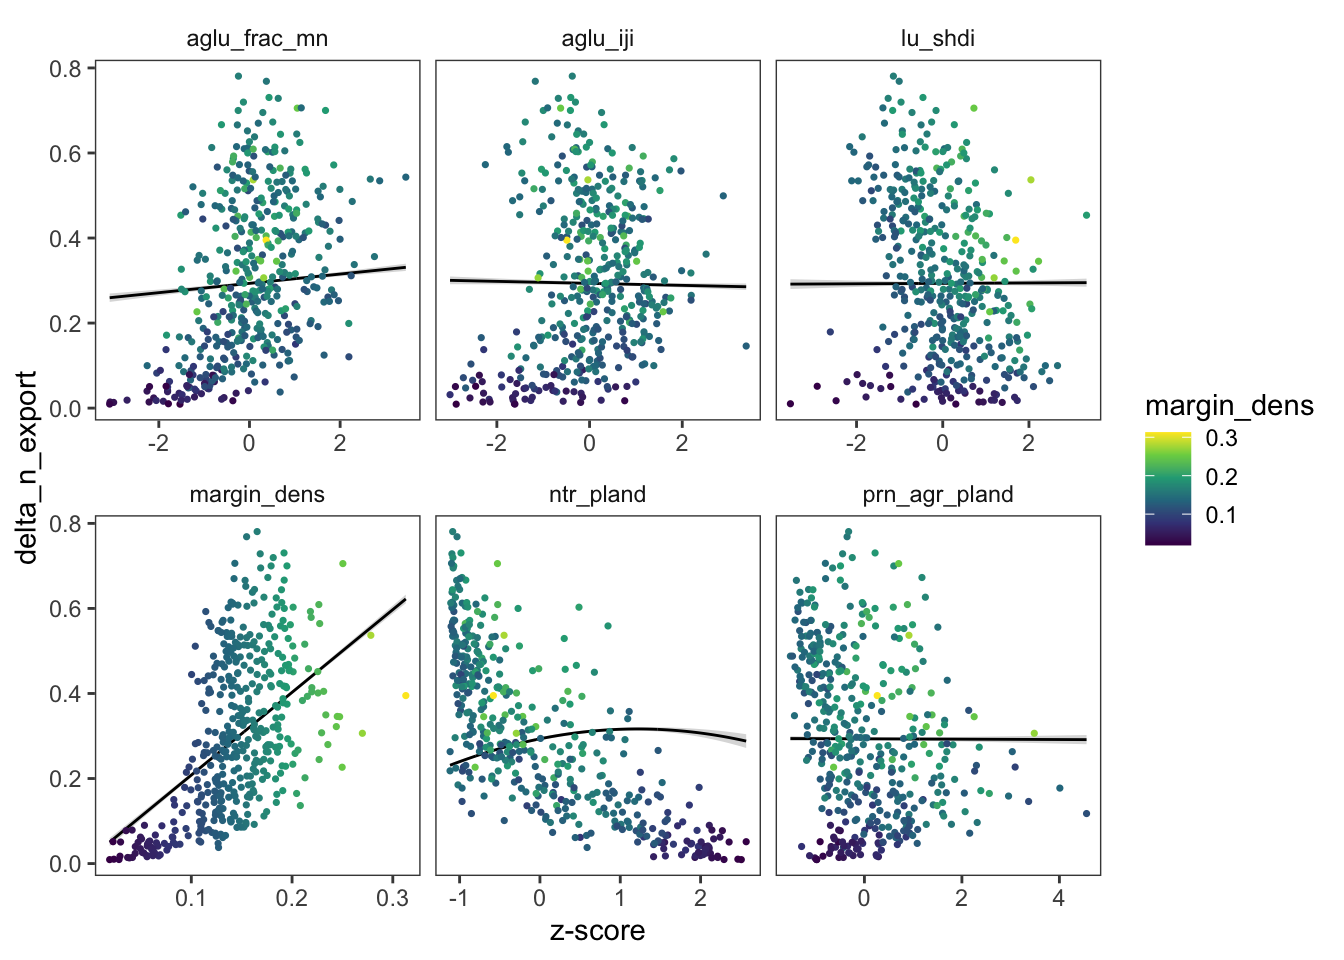 aglu_frac_mn aglu_iji lu_shdi
0.8
0.6
0.4
0.2
0.0
-2 0 2 -2 0 2 -2 0 2
margin_dens ntr_pland prn_agr_pland
0.8
0.6
0.4
0.2
0.0
0.1 0.2 0.3 -1 0 1 2 0 2 4
z-score
delta_n_export
margin_dens
0.3
0.2
0.1